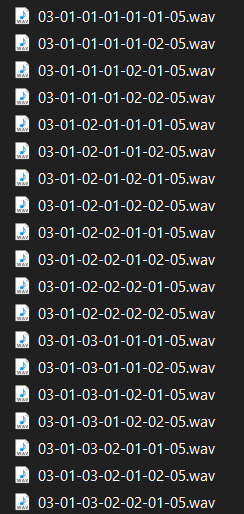 03-01-01-01-01-01-05.wav
03-01-01-01-01-02-05.wav
03-01-01-01-02-01-05.wav
03-01-01-01-02-02-05.wav
03-01-02-01-01-01-05.wav
03-01-02-01-01-02-05.wav
03-01-02-01-02-01-05.wav
03-01-02-01-02-02-05.wav
03-01-02-02-01-01-05.wav
03-01-02-02-01-02-05.wav
03-01-02-02-02-01-05.wav
03-01-02-02-02-02-05.wav
03-01-03-01-01-01-05.wav
03-01-03-01-01-02-05.wav
03-01-03-01-02-01-05.wav
03-01-03-01-02-02-05.wav
03-01-03-02-01-01-05.wav
03-01-03-02-01-02-05.wav
03-01-03-02-02-01-05.wav